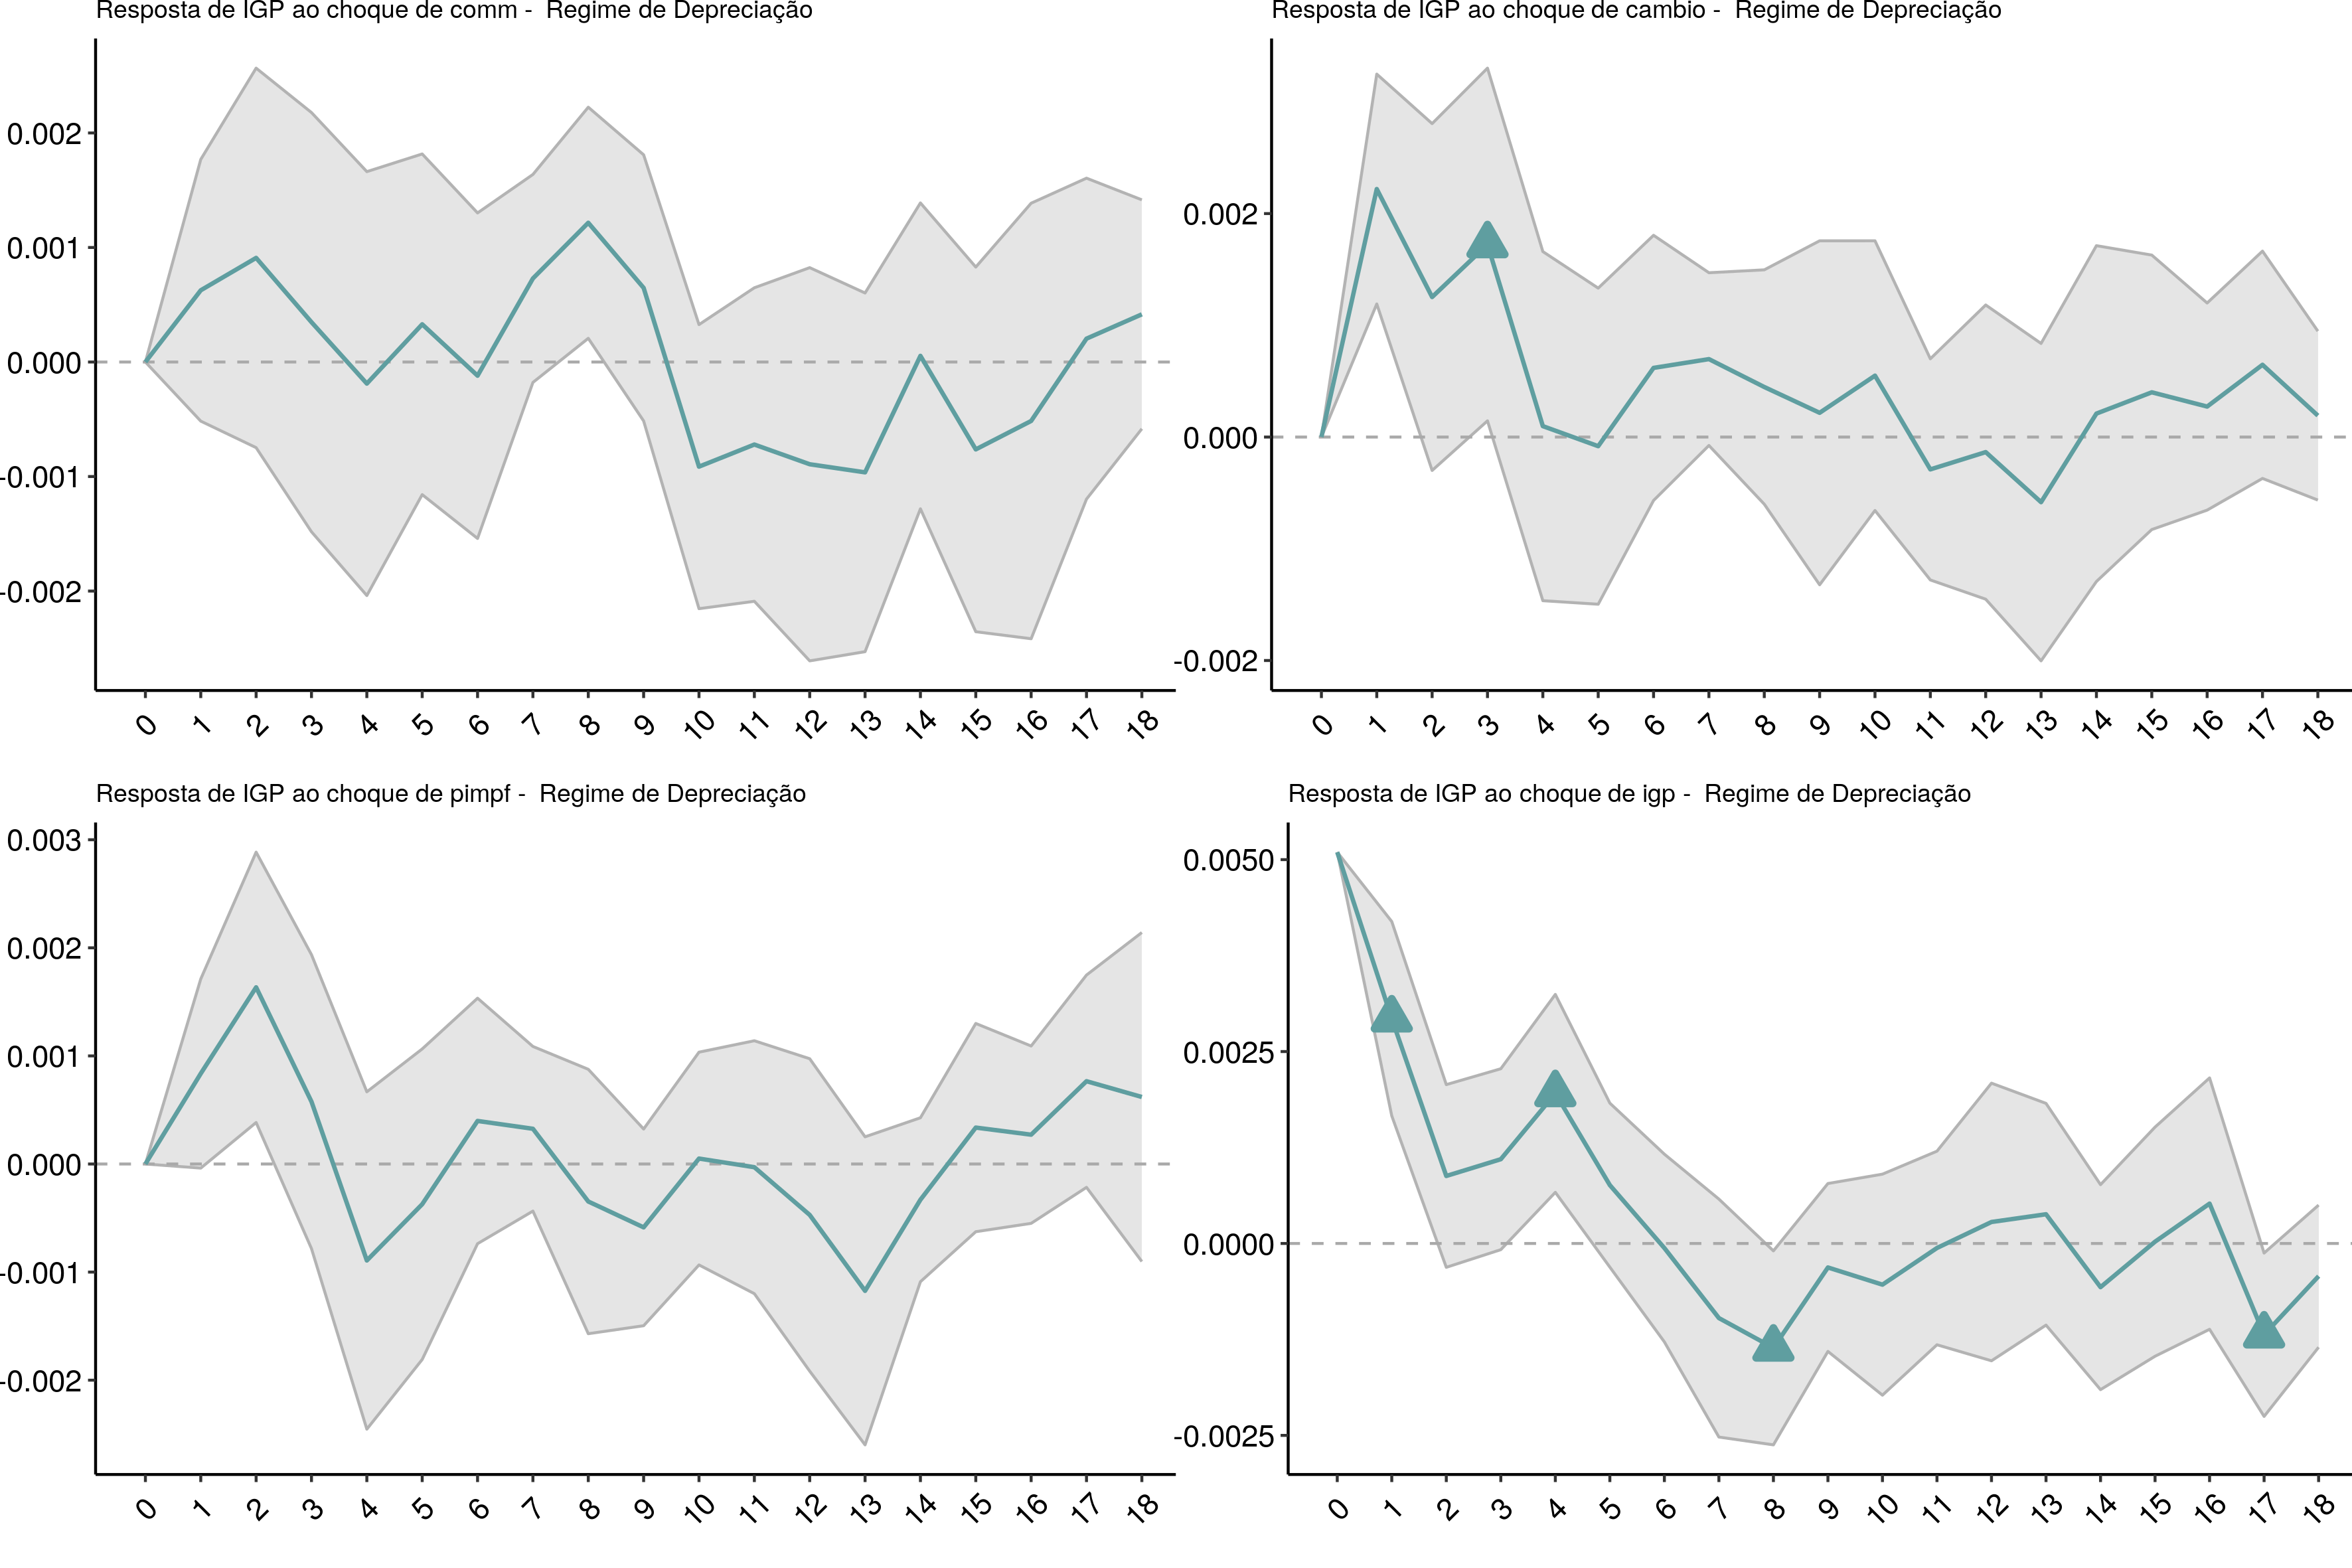 Resposta de IGP ao choque de comm -  Regime de Depreciação
0.002
0.001
0.000
-0.001
-0.002
0 1 2 3 4 5 6 7 8 9 10 11 12 13 14 15 16 17 18
Resposta de IGP ao choque de cambio -  Regime de Depreciação
0.002
0.000
-0.002
0 1 2 3 4 5 6 7 8 9 10 11 12 13 14 15 16 17 18
Resposta de IGP ao choque de pimpf -  Regime de Depreciação
0.003
0.002
0.001
0.000
-0.001
-0.002
0 1 2 3 4 5 6 7 8 9 10 11 12 13 14 15 16 17 18
Resposta de IGP ao choque de igp -  Regime de Depreciação
0.0050
0.0025
0.0000
-0.0025
0 1 2 3 4 5 6 7 8 9 10 11 12 13 14 15 16 17 18